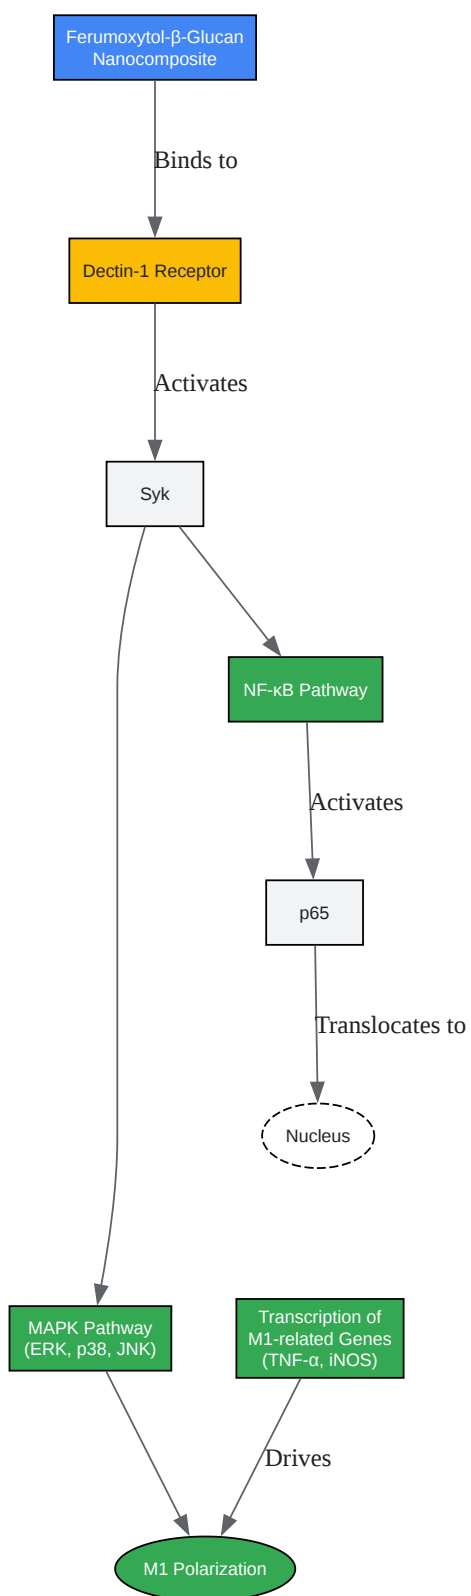 Ferumoxytol-β-Glucan
Nanocomposite
Binds to
Dectin-1 Receptor
Activates
Syk
NF-κB Pathway
Activates
p65
Translocates to
Nucleus
MAPK Pathway
(ERK, p38, JNK)
Transcription of
M1-related Genes
(TNF-α, iNOS)
Drives
M1 Polarization